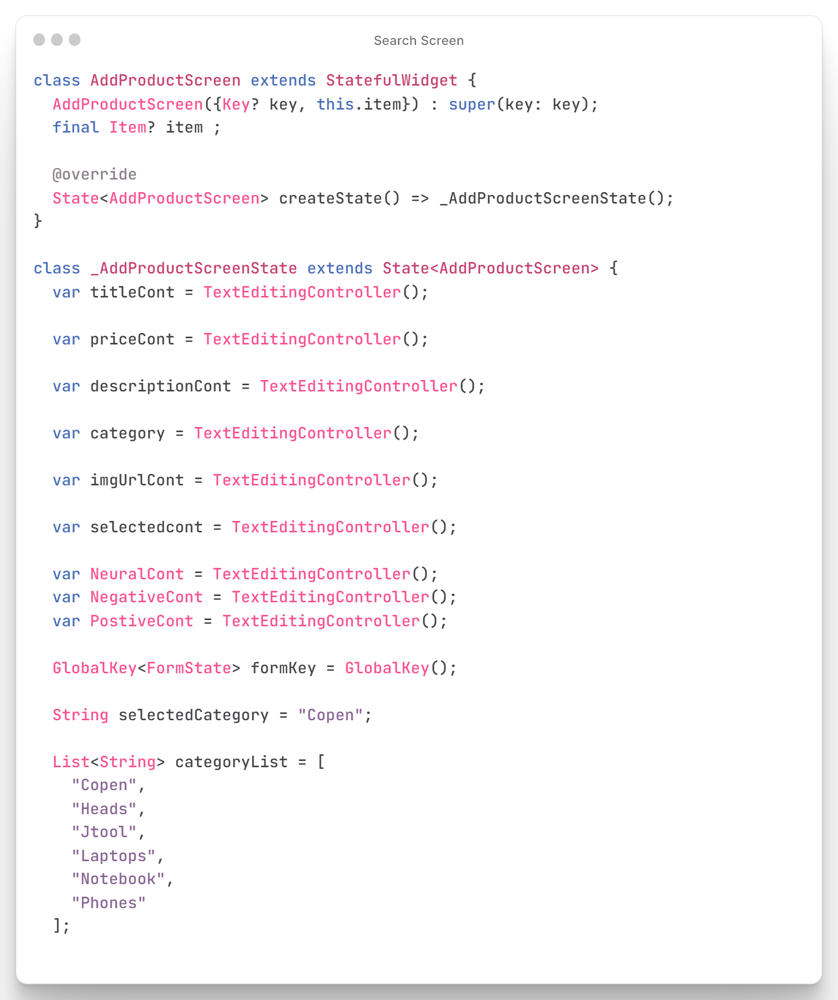 Search Screen
class AddProductScreen extends StatefulWidget {
  AddProductScreen({Key? key, this.item}) : super(key: key);
  final Item? item ;

  @override
  State<AddProductScreen> createState() => _AddProductScreenState();
}

class _AddProductScreenState extends State<AddProductScreen> {
  var titleCont = TextEditingController();

  var priceCont = TextEditingController();

  var descriptionCont = TextEditingController();

  var category = TextEditingController();

  var imgUrlCont = TextEditingController();

  var selectedcont = TextEditingController();

  var NeuralCont = TextEditingController();
  var NegativeCont = TextEditingController();
  var PostiveCont = TextEditingController();

  GlobalKey<FormState> formKey = GlobalKey();

  String selectedCategory = "Copen";

  List<String> categoryList = [
    "Copen",
    "Heads",
    "Jtool",
    "Laptops",
    "Notebook",
    "Phones"
  ];